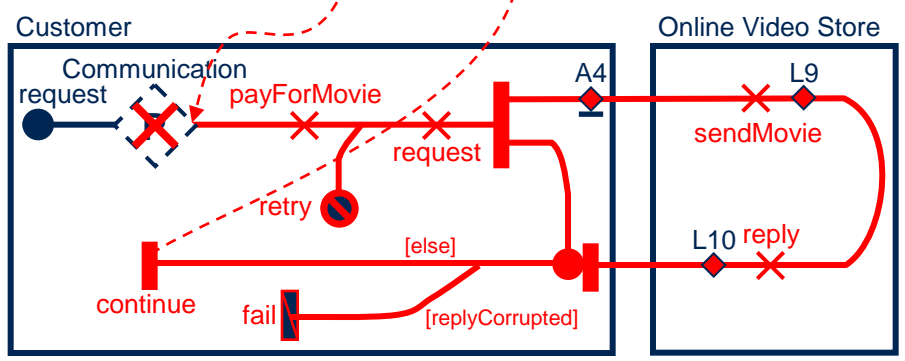 Customer
Online Video Store
Communication
request
payForMovie
A4
L9
request
sendMovie
retry
L10
reply
[else]
continue
fail
[replyCorrupted]